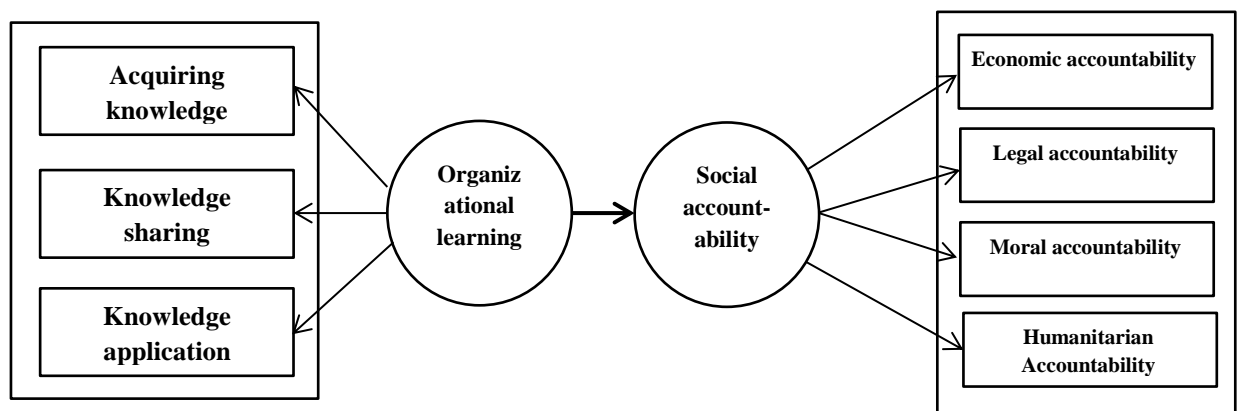 Acquiring
knowledge
Knowledge
sharing
Knowledge
application
Organiz
ational
learning
Social
account-
ability
Economic accountability
Legal accountability
Moral accountability
Humanitarian
Accountability